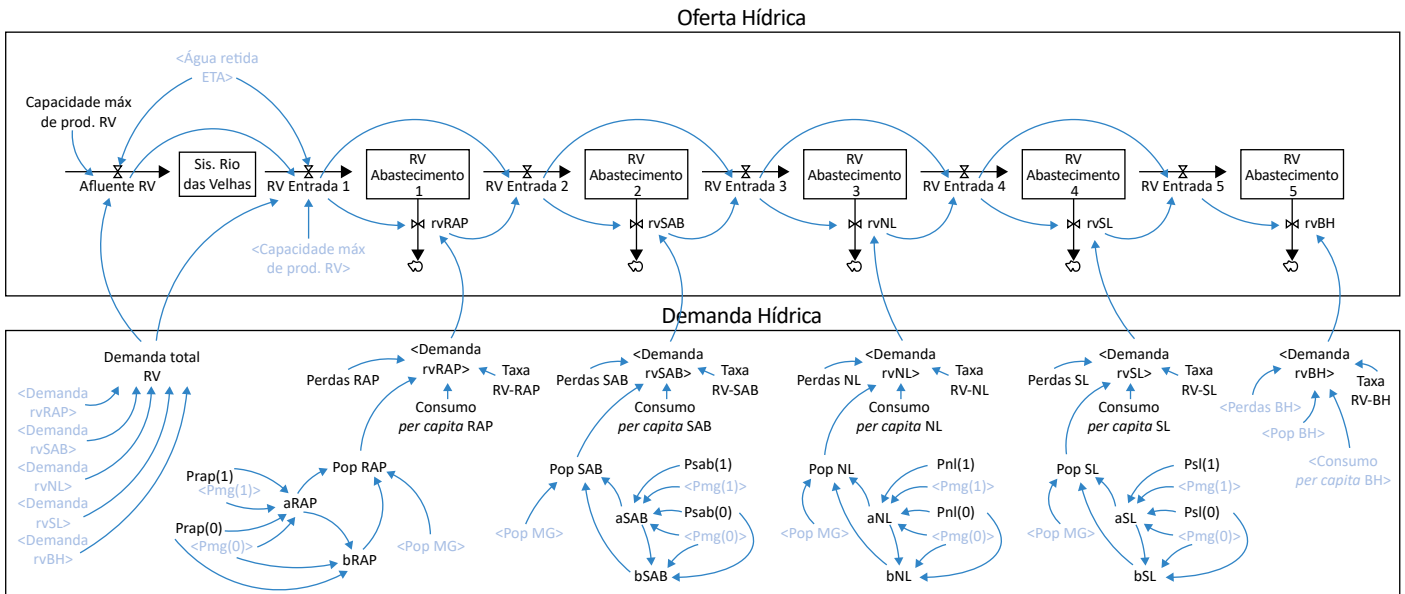 Oferta Hídrica
<Água retida
ETA>
Capacidade máx
de prod. RV
Afluente RV
Sis. Rio
das Velhas
RV Entrada 1
<Capacidade máx
de prod. RV>
RV
Abastecimento
1
rvRAP
RV Entrada 2
RV
Abastecimento
2
rvSAB
RV Entrada 3
RV
Abastecimento
3
rvNL
RV Entrada 4
RV
Abastecimento
4
rvSL
RV Entrada 5
RV
Abastecimento
5
rvBH
Demanda Hídrica
Demanda total
RV
<Demanda
rvRAP>
<Demanda
rvSAB>
<Demanda
rvNL>
<Demanda
rvSL>
<Demanda
rvBH>
<Demanda
rvRAP>
Perdas RAP
Taxa
RV-RAP
Consumo
per capita RAP
Pop RAP
Prap(1)
<Pmg(1)>
aRAP
Prap(0)
<Pmg(0)>
bRAP
<Pop MG>
<Demanda
rvSAB>
Perdas SAB
Taxa
RV-SAB
Consumo
per capita SAB
Pop SAB
Psab(1)
<Pmg(1)>
aSAB
Psab(0)
<Pmg(0)>
<Pop MG>
bSAB
<Demanda
rvNL>
Perdas NL
Taxa
RV-NL
Consumo
per capita NL
Pop NL
Pnl(1)
<Pmg(1)>
aNL
Pnl(0)
<Pmg(0)>
<Pop MG>
bNL
<Demanda
rvSL>
Perdas SL
Taxa
RV-SL
Consumo
per capita SL
Pop SL
Psl(1)
<Pmg(1)>
aSL
Psl(0)
<Pmg(0)>
<Pop MG>
bSL
<Demanda
rvBH>
Taxa
RV-BH
<Perdas BH>
<Pop BH>
<Consumo
per capita BH>